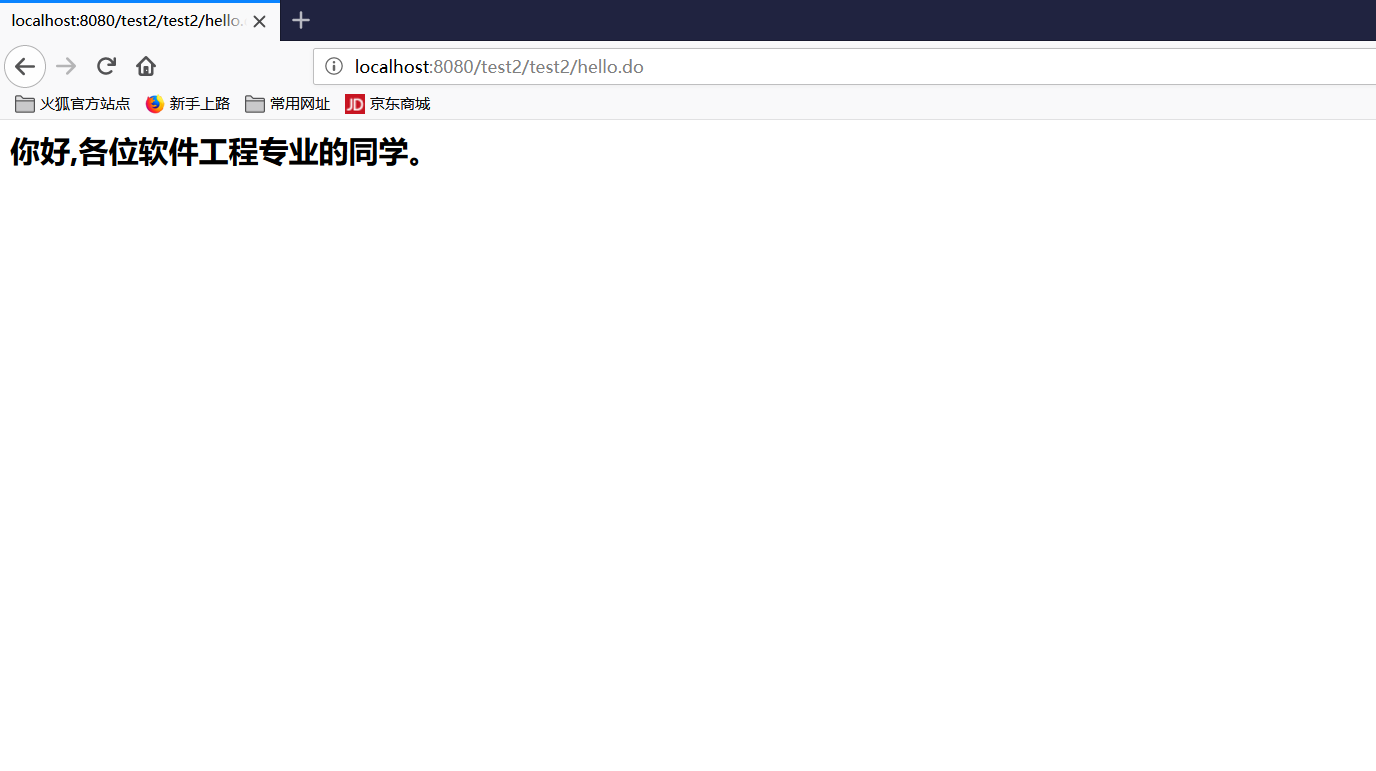 localhost:8080/test2/test2/hello.
localhost:8080/test2/test2/hello.do
火狐官方站点 新手上路 常用网址 JD 京东商城
你好,各位软件工程专业的同学。